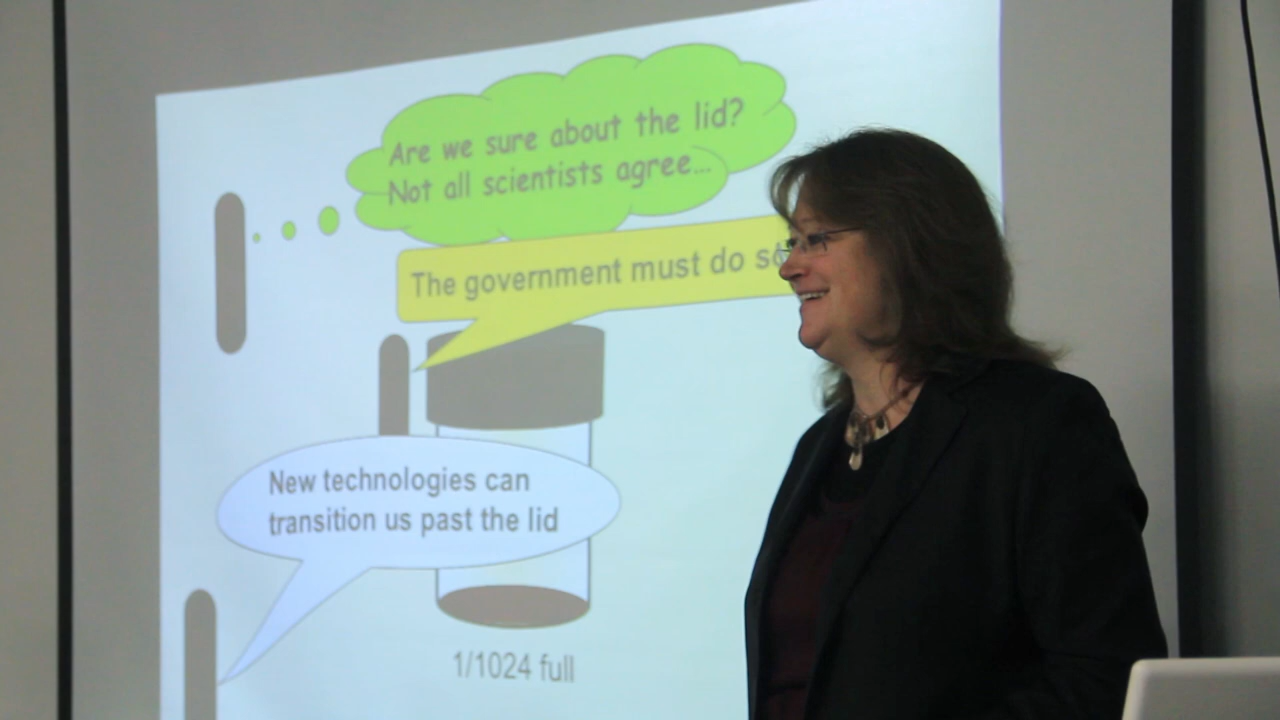 Are we sure about the lid?
Not all scientists agree...
The government must do
New technologies can
transition us past the lid
1/1024 full